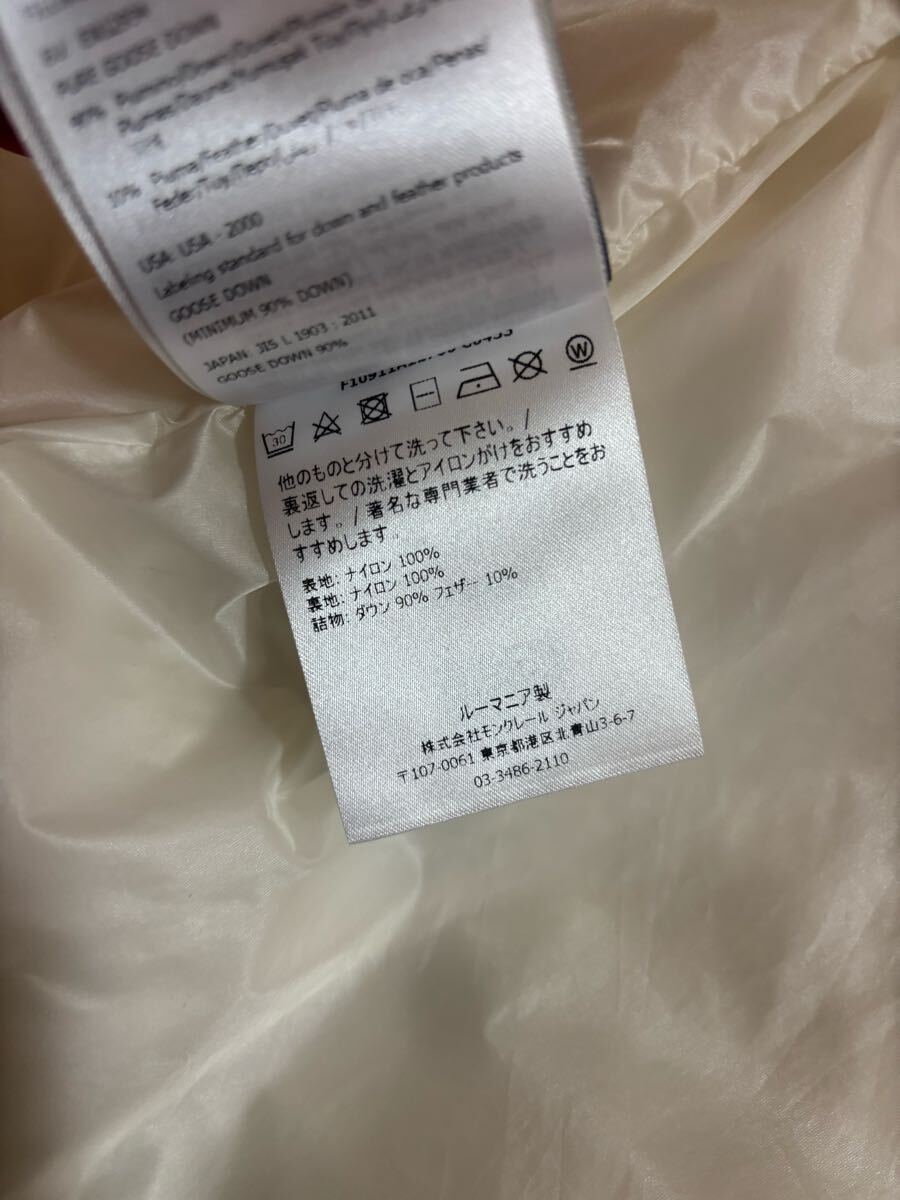 PURE GOOSE DOWN
90%
10% Piuma/Feather/Duvet/Pluma
USA: USA - 2000
Labeling standard for down and feather products
GOOSE DOWN
(MINIMUM 90% DOWN)
JAPAN: JIS L 1903 : 2011
GOOSE DOWN 90%
30
W
他のものと分けて洗って下さい。/
裏返しての洗濯とアイロンがけをおすすめ
します。/著名な専門業者で洗うことをお
すすめします。
表地: ナイロン 100%
裏地: ナイロン 100%
詰物: ダウン 90% フェザー 10%
ルーマニア製
株式会社モンクレール ジャパン
〒107-0061 東京都港区北青山3-6-7
03-3486-2110